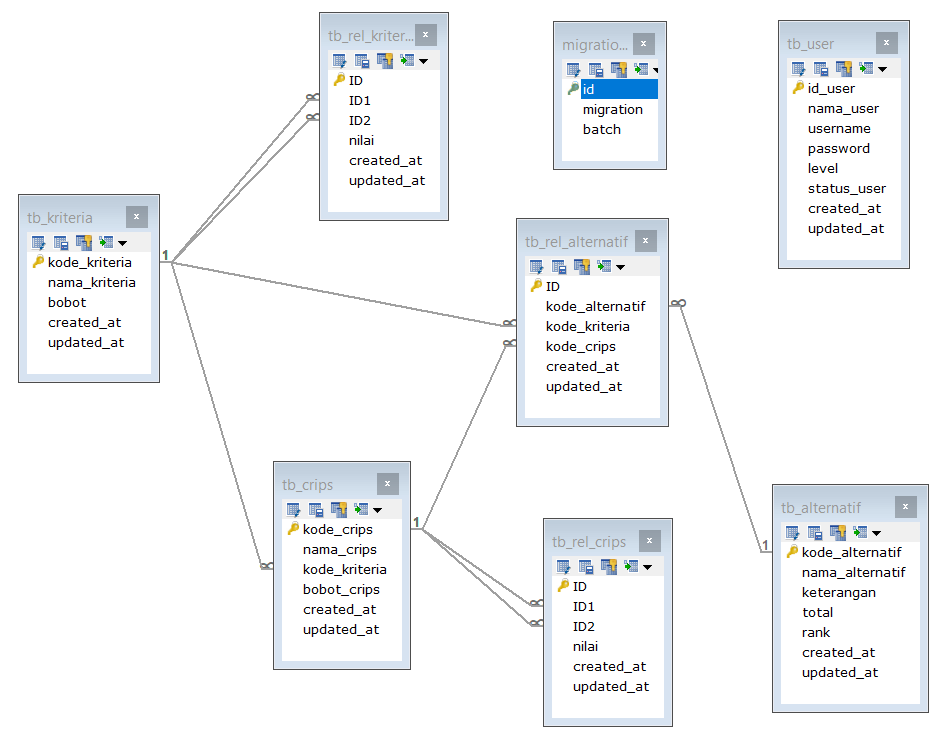 tb_rel_kriter...
ID
ID1
ID2
nilai
created_at
updated_at
migratio...
id
migration
batch
tb_user
id_user
nama_user
username
password
level
status_user
created_at
updated_at
tb_kriteria
kode_kriteria
nama_kriteria
bobot
created_at
updated_at
1
tb_rel_alternatif
ID
kode_alternatif
kode_kriteria
kode_crips
created_at
updated_at
tb_crips
kode_crips
nama_crips
kode_kriteria
bobot_crips
created_at
updated_at
1
tb_rel_crips
ID
ID1
ID2
nilai
created_at
updated_at
1
tb_alternatif
kode_alternatif
nama_alternatif
keterangan
total
rank
created_at
updated_at